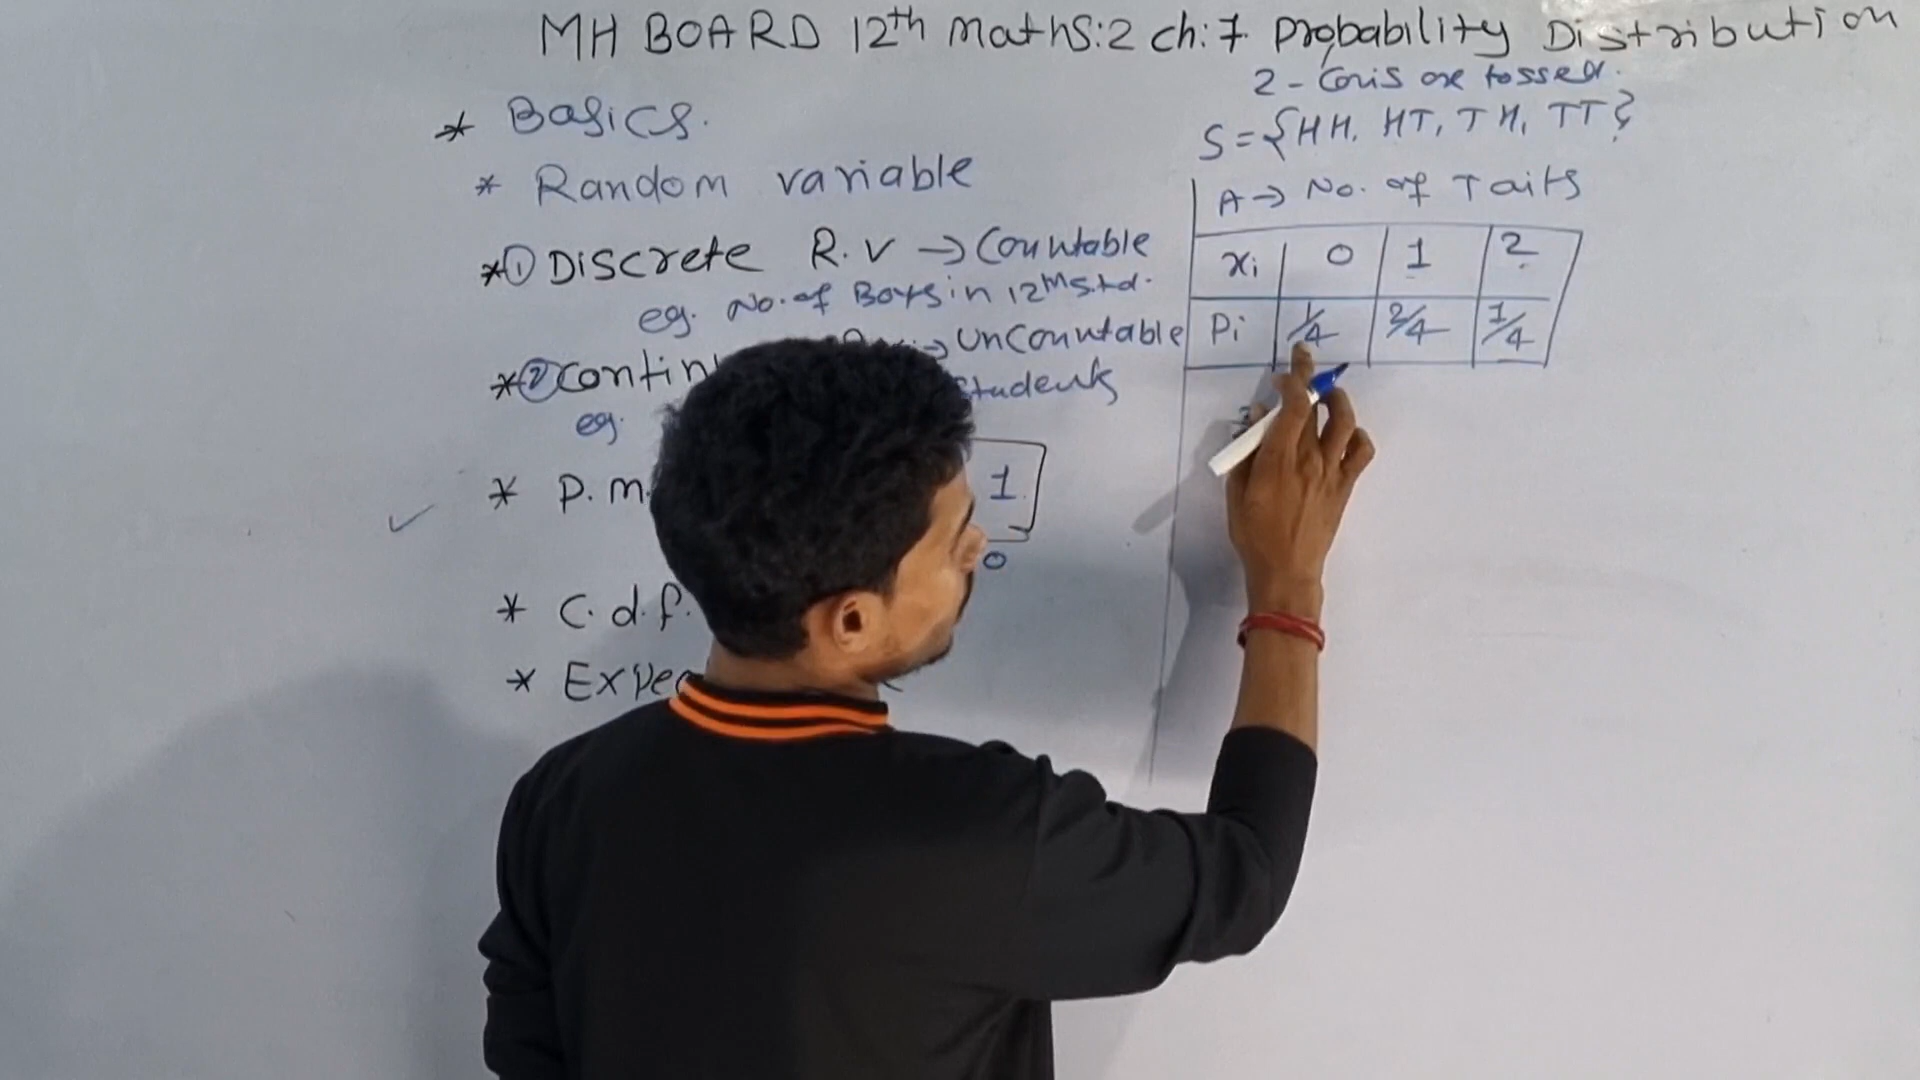 MH BOARD 12th Maths:2 ch:7 Probability Distribution
* Basics.
* Random variable
*① Discrete R.V → Countable
eg. No. of Boys in 12th Std.
*② Contin → Uncountable
eg. Students
* P.m 1
0
* C.d.f.
* Expec
2 - Coins are tossed.
S = {HH, HT, TH, TT}
A → No. of Tails
xi 0 1 2
Pi 1/4 2/4 1/4